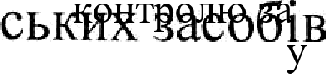 контролю за
ських засобів
у